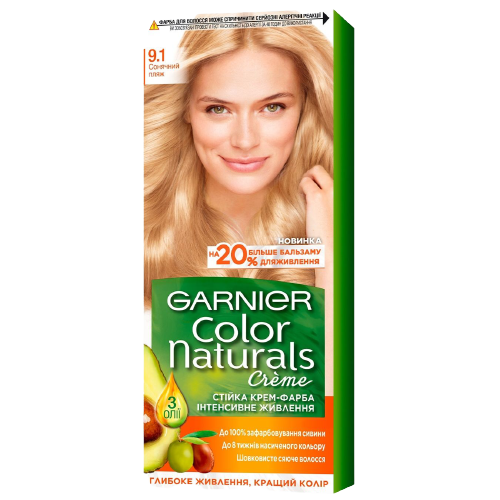 ФАРБА ДЛЯ ВОЛОССЯ МОЖЕ СПРИЧИНИТИ СЕРЙОЗНІ АЛЕРГІЧНІ РЕАКЦІЇ
9.1
Сонячний
пляж
НОВИНКА
НА 20% БІЛЬШЕ БАЛЬЗАМУ
ДЛЯ ЖИВЛЕННЯ
GARNIER
Color
Naturals
Crème
СТІЙКА КРЕМ-ФАРБА
ІНТЕНСИВНЕ ЖИВЛЕННЯ
3
ОЛІЇ
До 100% зафарбовування сивини
До 8 тижнів насиченого кольору
Шовковисте сяюче волосся
ГЛИБОКЕ ЖИВЛЕННЯ, КРАЩИЙ КОЛІР